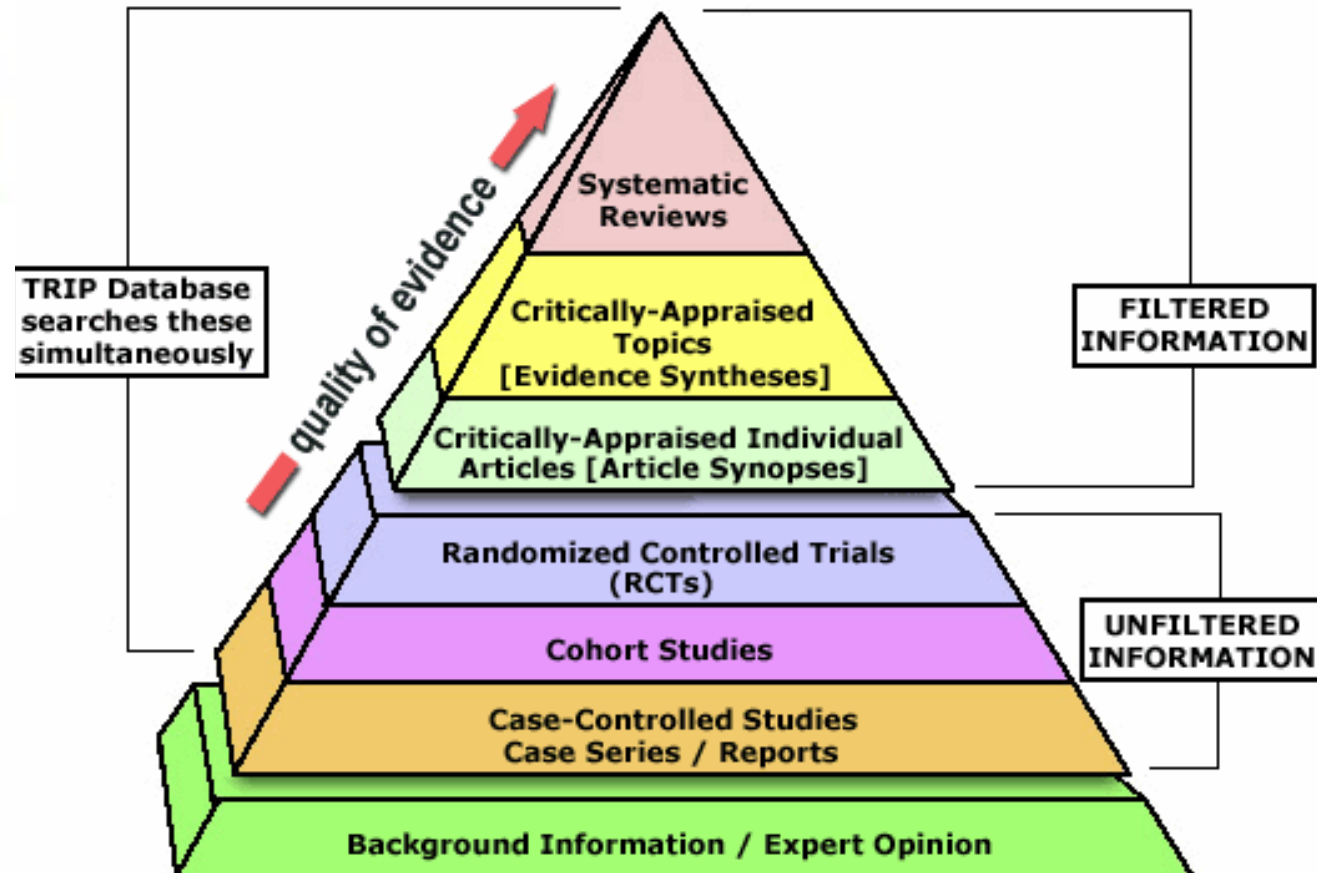 Systematic
Reviews
TRIP Database
searches these
simultaneously
quality of evidence
FILTERED
INFORMATION
Critically-Appraised
Topics
[Evidence Syntheses]
Critically-Appraised Individual
Articles [Article Synopses]
Randomized Controlled Trials
(RCTs)
UNFILTERED
INFORMATION
Cohort Studies
Case-Controlled Studies
Case Series / Reports
Background Information / Expert Opinion